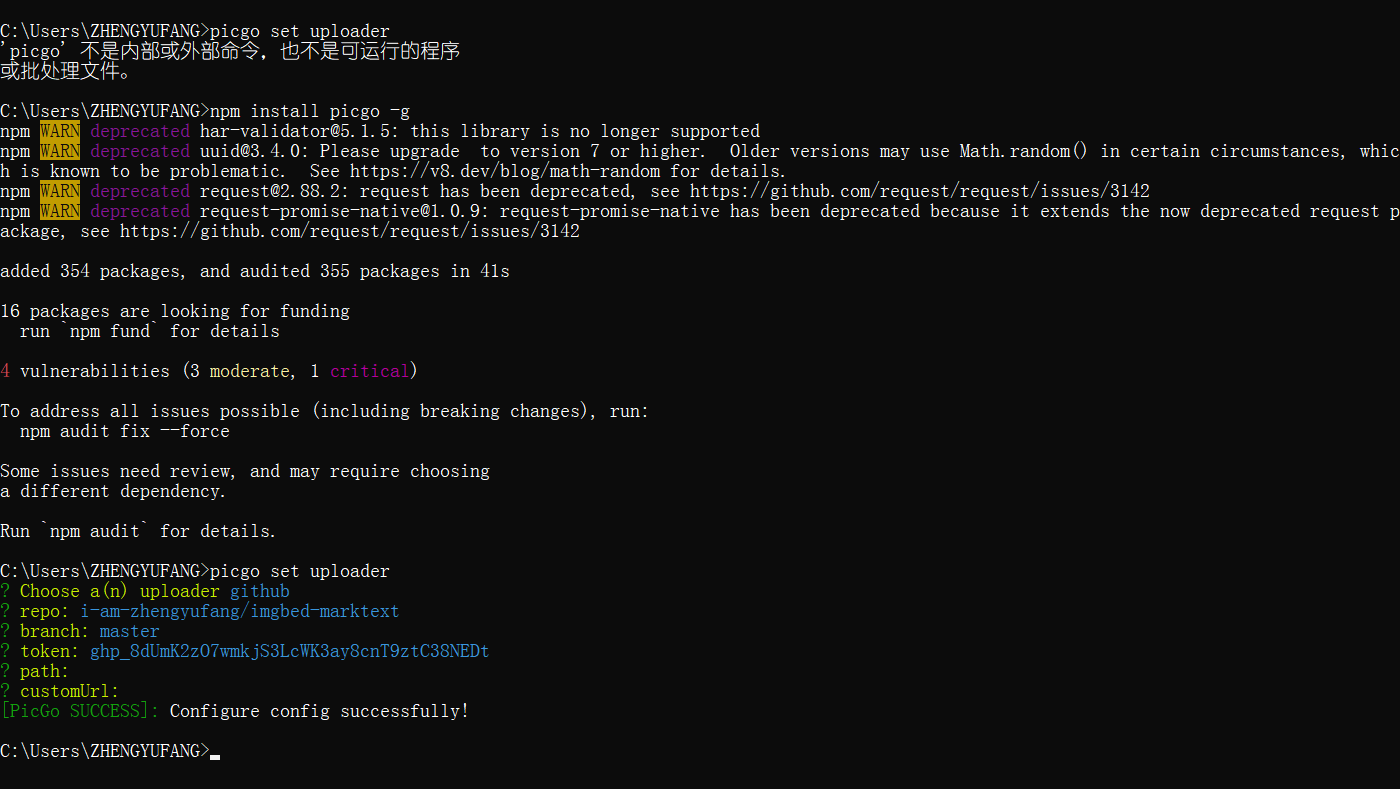 C:\Users\ZHENGYUFANG>picgo set uploader
'picgo' 不是内部或外部命令，也不是可运行的程序
或批处理文件。
C:\Users\ZHENGYUFANG>npm install picgo -g
npm WARN deprecated har-validator@5.1.5: this library is no longer supported
npm WARN deprecated uuid@3.4.0: Please upgrade  to version 7 or higher.  Older versions may use Math.random() in certain circumstances, whic
h is known to be problematic.  See https://v8.dev/blog/math-random for details.
npm WARN deprecated request@2.88.2: request has been deprecated, see https://github.com/request/request/issues/3142
npm WARN deprecated request-promise-native@1.0.9: request-promise-native has been deprecated because it extends the now deprecated request p
ackage, see https://github.com/request/request/issues/3142
added 354 packages, and audited 355 packages in 41s
16 packages are looking for funding
run `npm fund` for details
4 vulnerabilities (3 moderate, 1 critical)
To address all issues possible (including breaking changes), run:
npm audit fix --force
Some issues need review, and may require choosing
a different dependency.
Run `npm audit` for details.
C:\Users\ZHENGYUFANG>picgo set uploader
? Choose a(n) uploader github
? repo: i-am-zhengyufang/imgbed-marktext
? branch: master
? token: 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
? path:
? customUrl:
[PicGo SUCCESS]: Configure config successfully!
C:\Users\ZHENGYUFANG>